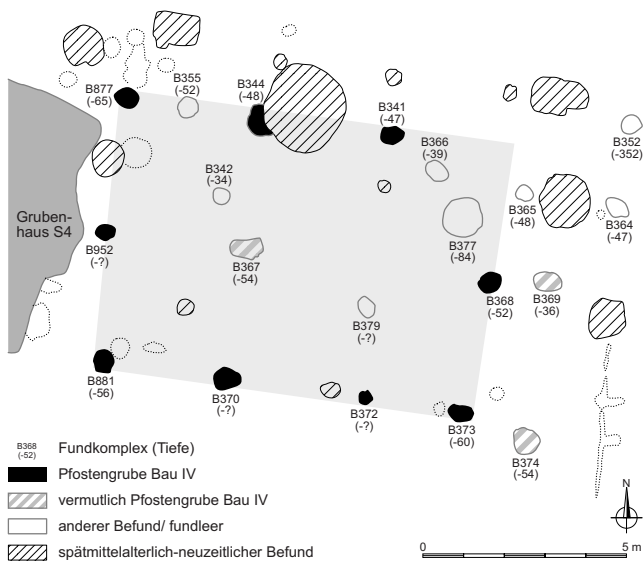 B877
(-65)
B355
(-52)
B344
(-48)
B341
(-47)
B366
(-39)
B352
(-352)
B342
(-34)
B365
(-48)
B364
(-47)
Gruben-
haus S4
B952
(-?)
B367
(-54)
B377
(-84)
B368
(-52)
B369
(-36)
B379
(-?)
B881
(-56)
B370
(-?)
B372
(-?)
B373
(-60)
B374
(-54)
B368
(-52)
Fundkomplex (Tiefe)
Pfostengrube Bau IV
vermutlich Pfostengrube Bau IV
anderer Befund/ fundleer
spätmittelalterlich-neuzeitlicher Befund
N
0 5 m